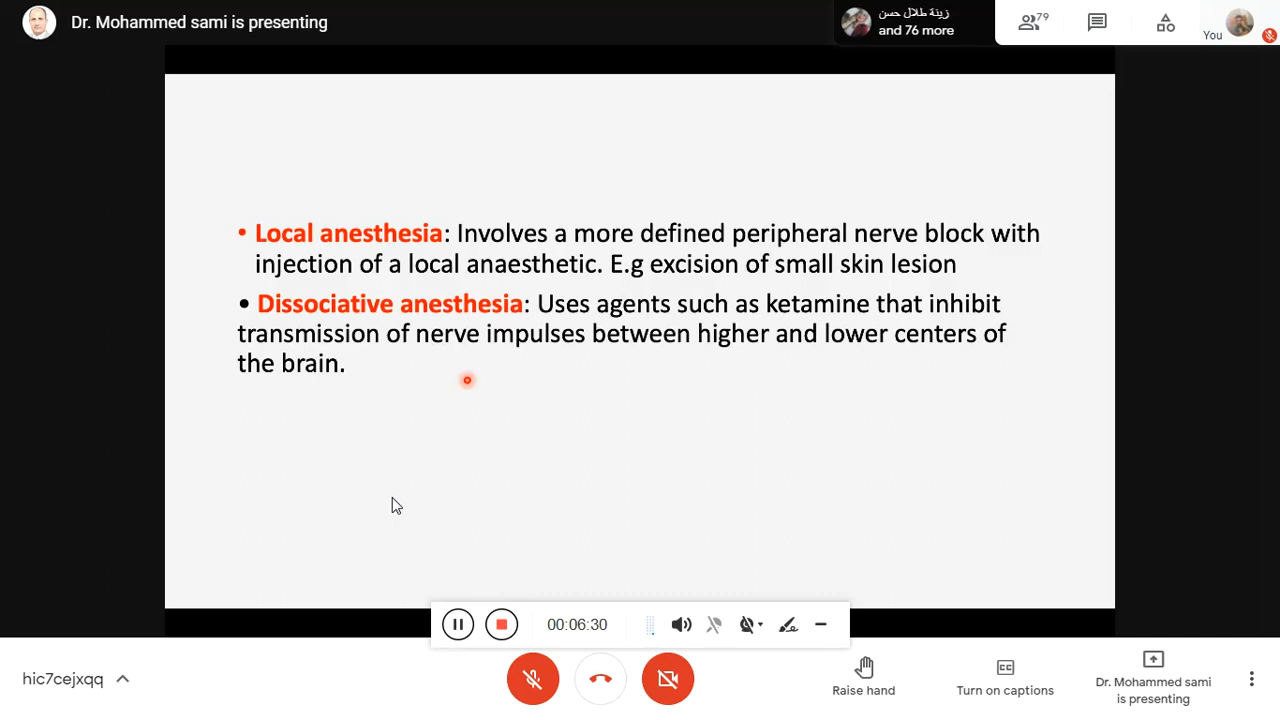 Dr. Mohammed sami is presenting
زينة طلال حسن
and 76 more
79
You
• Local anesthesia: Involves a more defined peripheral nerve block with
injection of a local anaesthetic. E.g excision of small skin lesion
• Dissociative anesthesia: Uses agents such as ketamine that inhibit
transmission of nerve impulses between higher and lower centers of
the brain.
00:06:30
hic7cejxqq
Raise hand
Turn on captions
Dr. Mohammed sami
is presenting